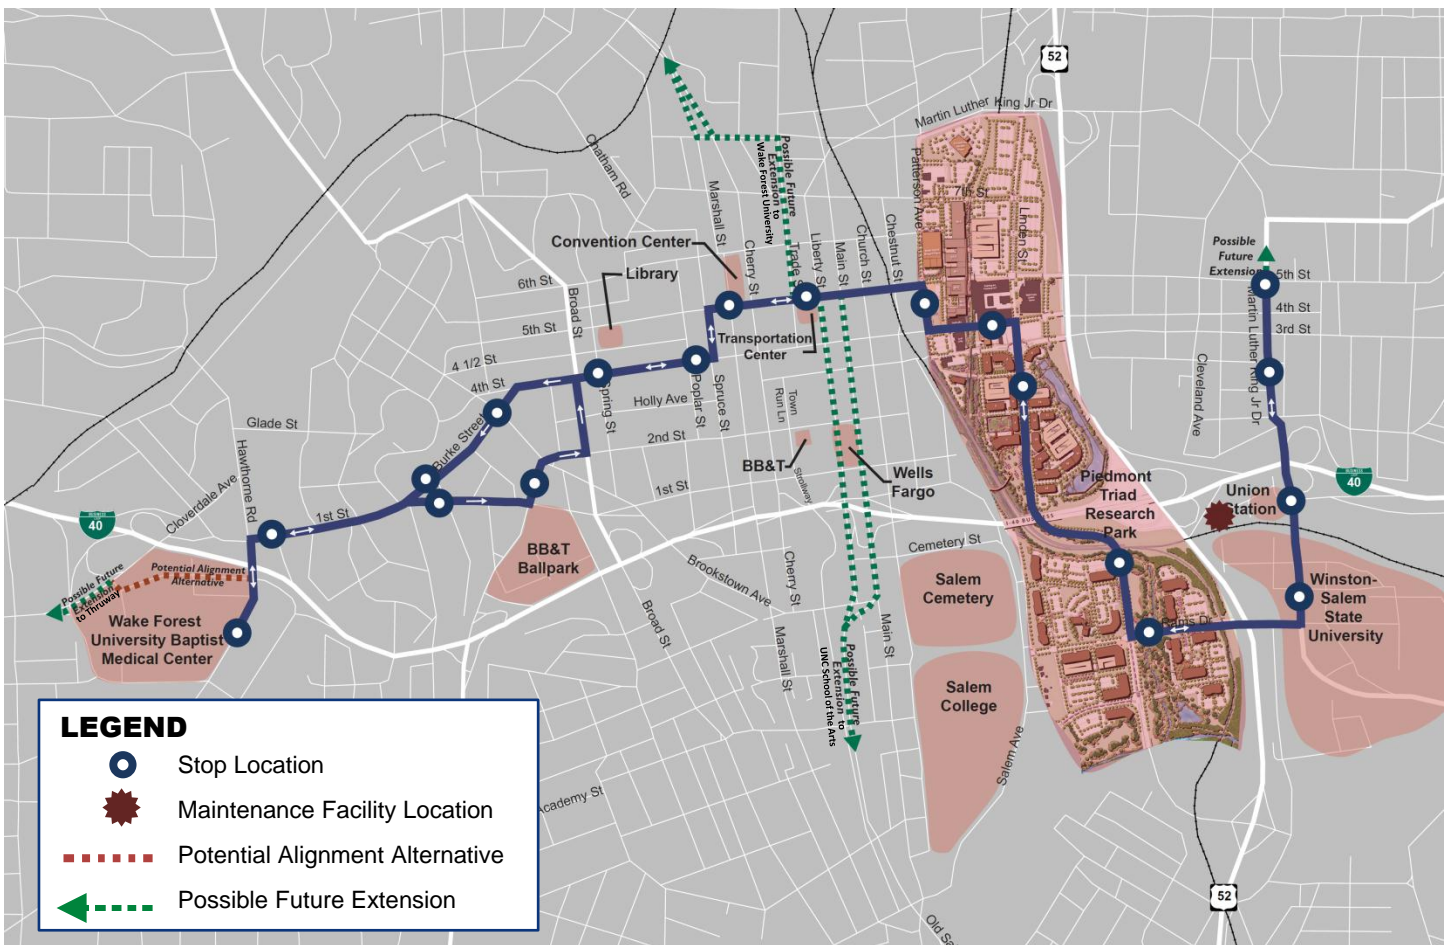 52
Martin Luther King Jr Dr
Chatham Rd
Possible Future
Extension to
Wake Forest University
Patterson Ave
7th St
Linden St
Marshall St
Convention Center
Cherry St
Trade
Liberty St
Main St
Church St
Chestnut St
Library
6th St
Broad St
5th St
Possible
Future
Extension
5th St
4th St
3rd St
Martin Luther King Jr Dr
Cleveland Ave
Transportation
Center
4 1/2 St
4th St
Spring St
Holly Ave
Poplar St
Spruce St
Town
Run Ln
2nd St
Glade St
Burke Street
Hawthorne Rd
Cloverdale Ave
1st St
1st St
BB&T
Strollway
Wells
Fargo
Piedmont
Triad
Research
Park
I-40 BUSINESS
Union
Station
BUSINESS
40
BUSINESS
40
Cemetery St
BB&T
Ballpark
Brookstown Ave
Cherry St
Salem
Cemetery
Possible Future
Extension
to Thruway
Potential Alignment
Alternative
Wake Forest
University Baptist
Medical Center
Broad St
Marshall St
Main St
Possible Future
Extension to
UNC School of the Arts
Rams Dr
Winston-
Salem
State
University
Salem
College
Salem Ave
Academy St
52
LEGEND
Stop Location
Maintenance Facility Location
Potential Alignment Alternative
Possible Future Extension